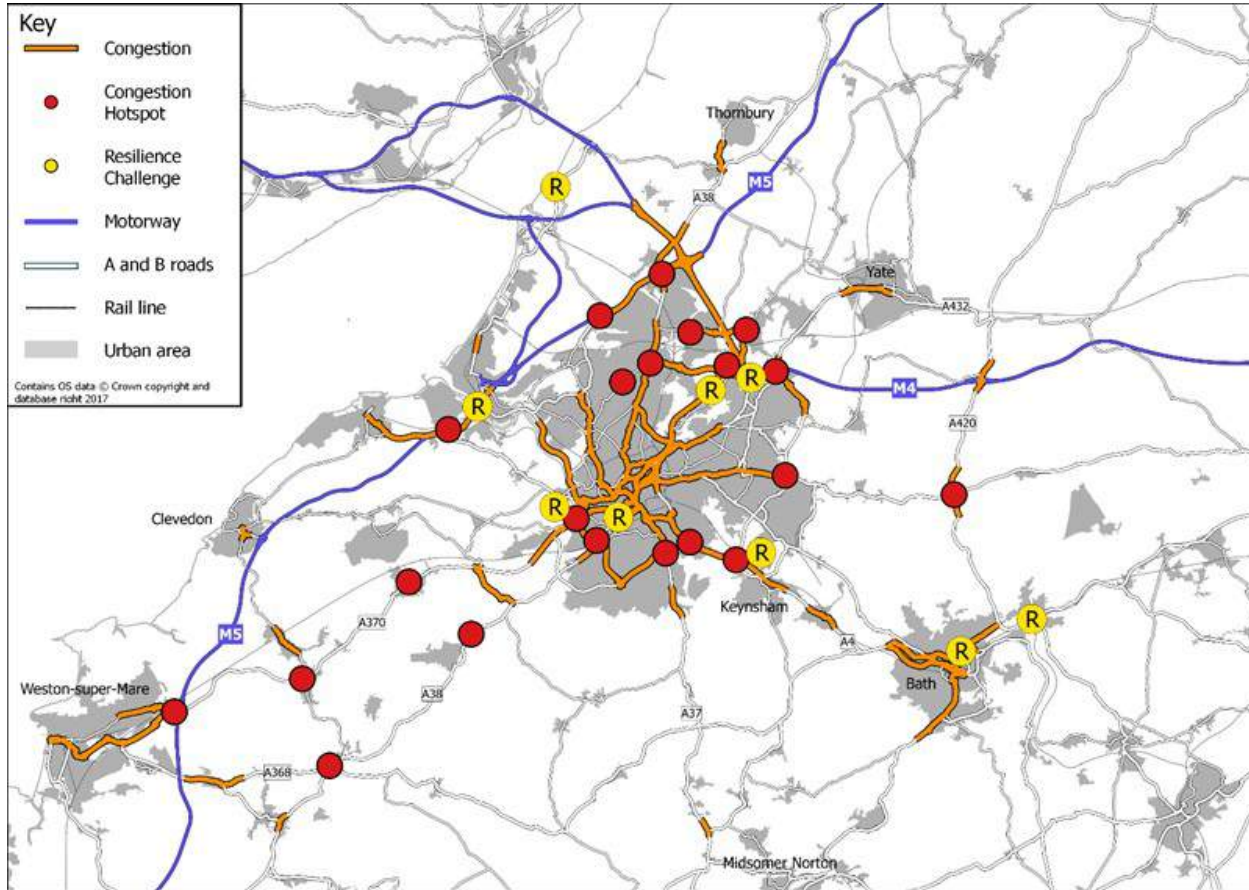 Key
Congestion
Congestion
Hotspot
R
Resilience
Challenge
Motorway
A and B roads
Rail line
Urban area
Contains OS data © Crown copyright and
database right 2017
Thornbury
M5
R
A38
Yate
A432
R
R
M4
R
A420
R
R
Clevedon
R
Keynsham
R
A370
A4
M5
R
Weston-super-Mare
Bath
A38
A37
A368
Midsomer Norton